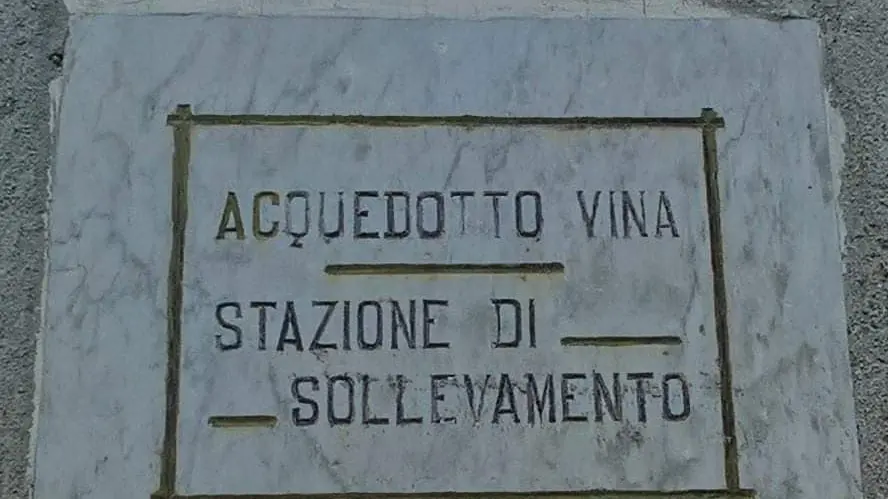 ACQUEDOTTO VINA
STAZIONE DI
SOLLEVAMENTO